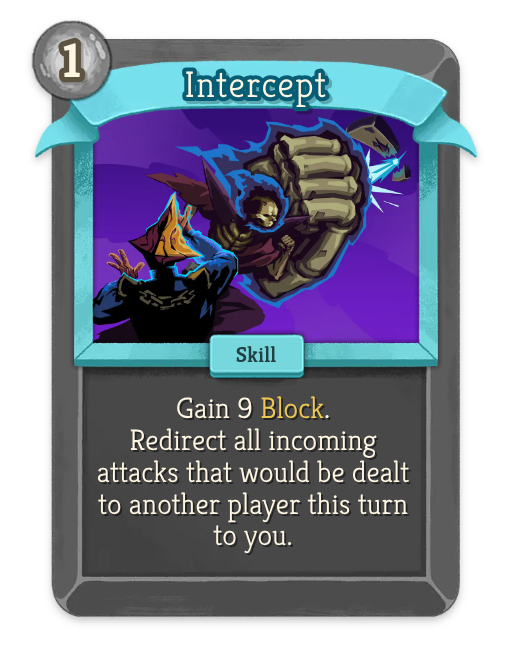 1
Intercept
Skill
Gain 9 Block.
Redirect all incoming
attacks that would be dealt
to another player this turn
to you.